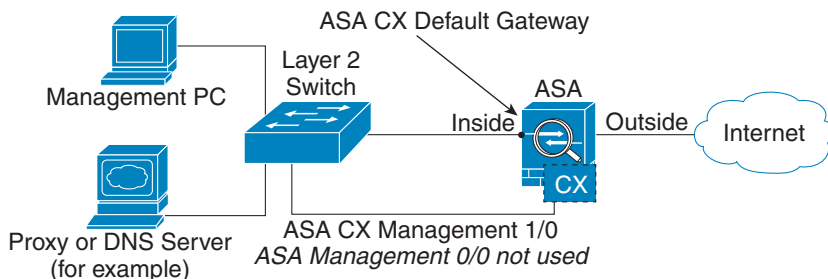 ASA CX Default Gateway
Layer 2
Switch
ASA
Management PC
Inside
Outside
Internet
CX
ASA CX Management 1/0
ASA Management 0/0 not used
Proxy or DNS Server
(for example)